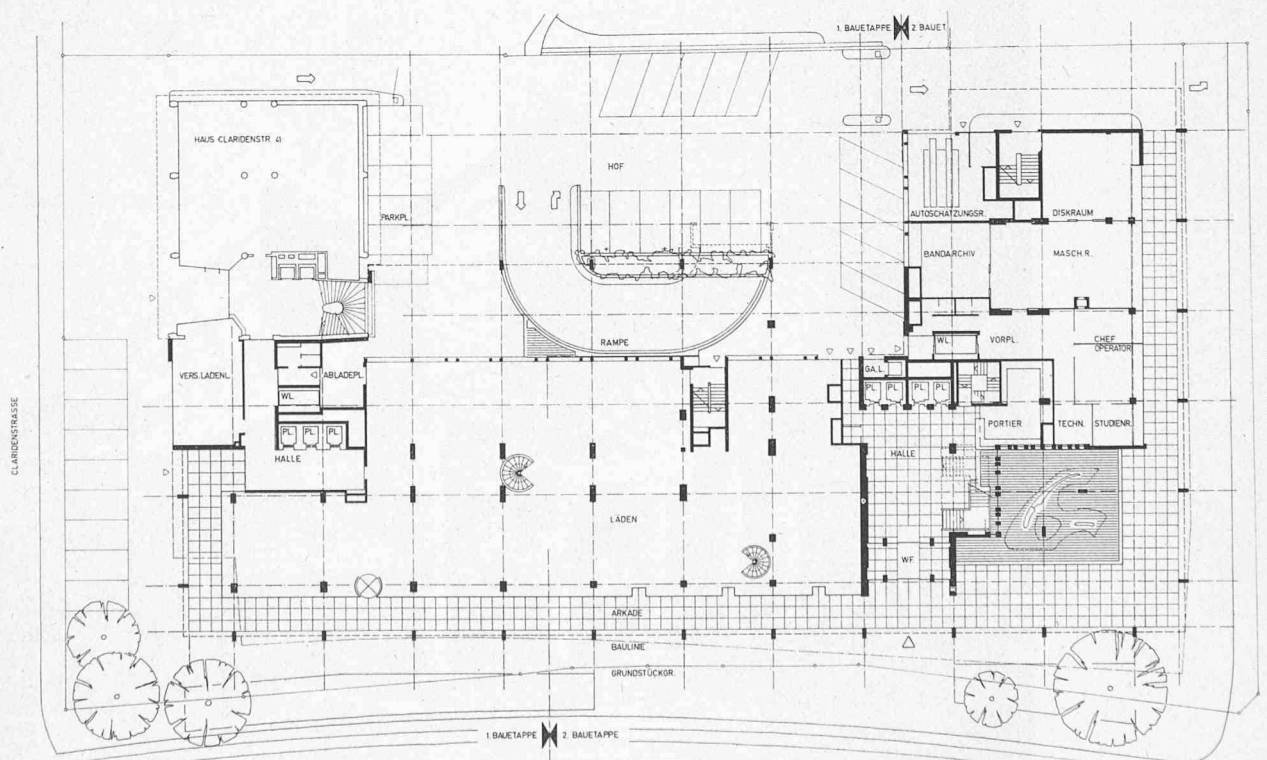 1. BAUETAPPE 2 BAUET.
HAUS CLARIDENSTR. 41
HOF
PARKPL.
AUTOSCHATZUNGSR.
DISKRAUM
BANDARCHIV
MASCH. R.
RAMPE
WL.
VORPL.
CHEF
OPERATOR
VERS. LADENL.
ABLADEPL.
WL.
GA.L.
PL. PL. PL. PL.
PL. PL. PL.
PORTIER
TECHN.
STUDIENR.
HALLE
HALLE
CLARIDENSTRASSE
LÄDEN
WF.
ARKADE
BAULINIE
GRUNDSTÜCKGR.
1. BAUETAPPE 2. BAUETAPPE